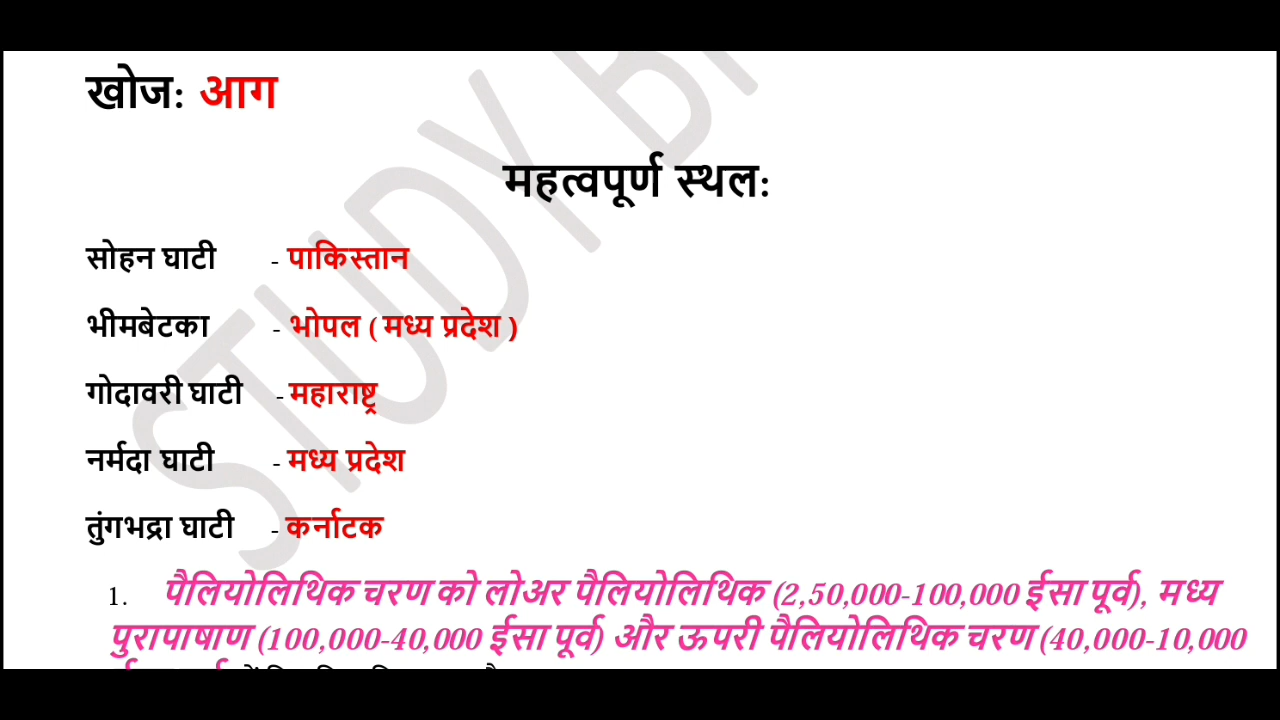 खोज: आग
महत्वपूर्ण स्थल:
सोहन घाटी - पाकिस्तान
भीमबेटका - भोपल ( मध्य प्रदेश )
गोदावरी घाटी - महाराष्ट्र
नर्मदा घाटी - मध्य प्रदेश
तुंगभद्रा घाटी - कर्नाटक
1. पैलियोलिथिक चरण को लोअर पैलियोलिथिक (2,50,000-100,000 ईसा पूर्व), मध्य
पुरापाषाण (100,000-40,000 ईसा पूर्व) और ऊपरी पैलियोलिथिक चरण (40,000-10,000
STUDY